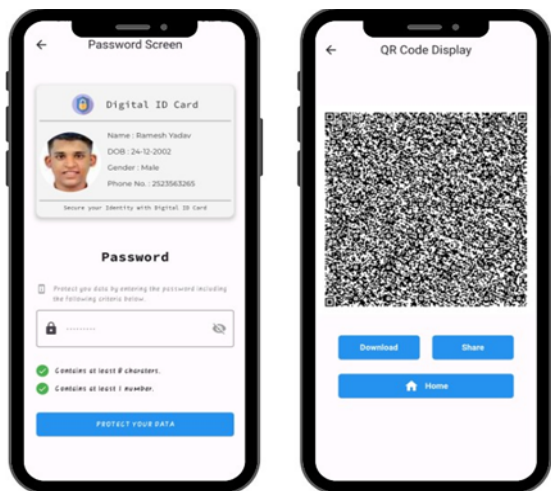 Password Screen
Digital ID Card
Name : Ramesh Yadav
DOB : 24-12-2002
Gender : Male
Phone No. : 2523563265
Secure your Identity with Digital ID Card
Password
Protect you data by entering the password including
the following criteria below.
Contains at least 8 charaters.
Contains at least 1 number.
PROTECT YOUR DATA
QR Code Display
Download
Share
Home